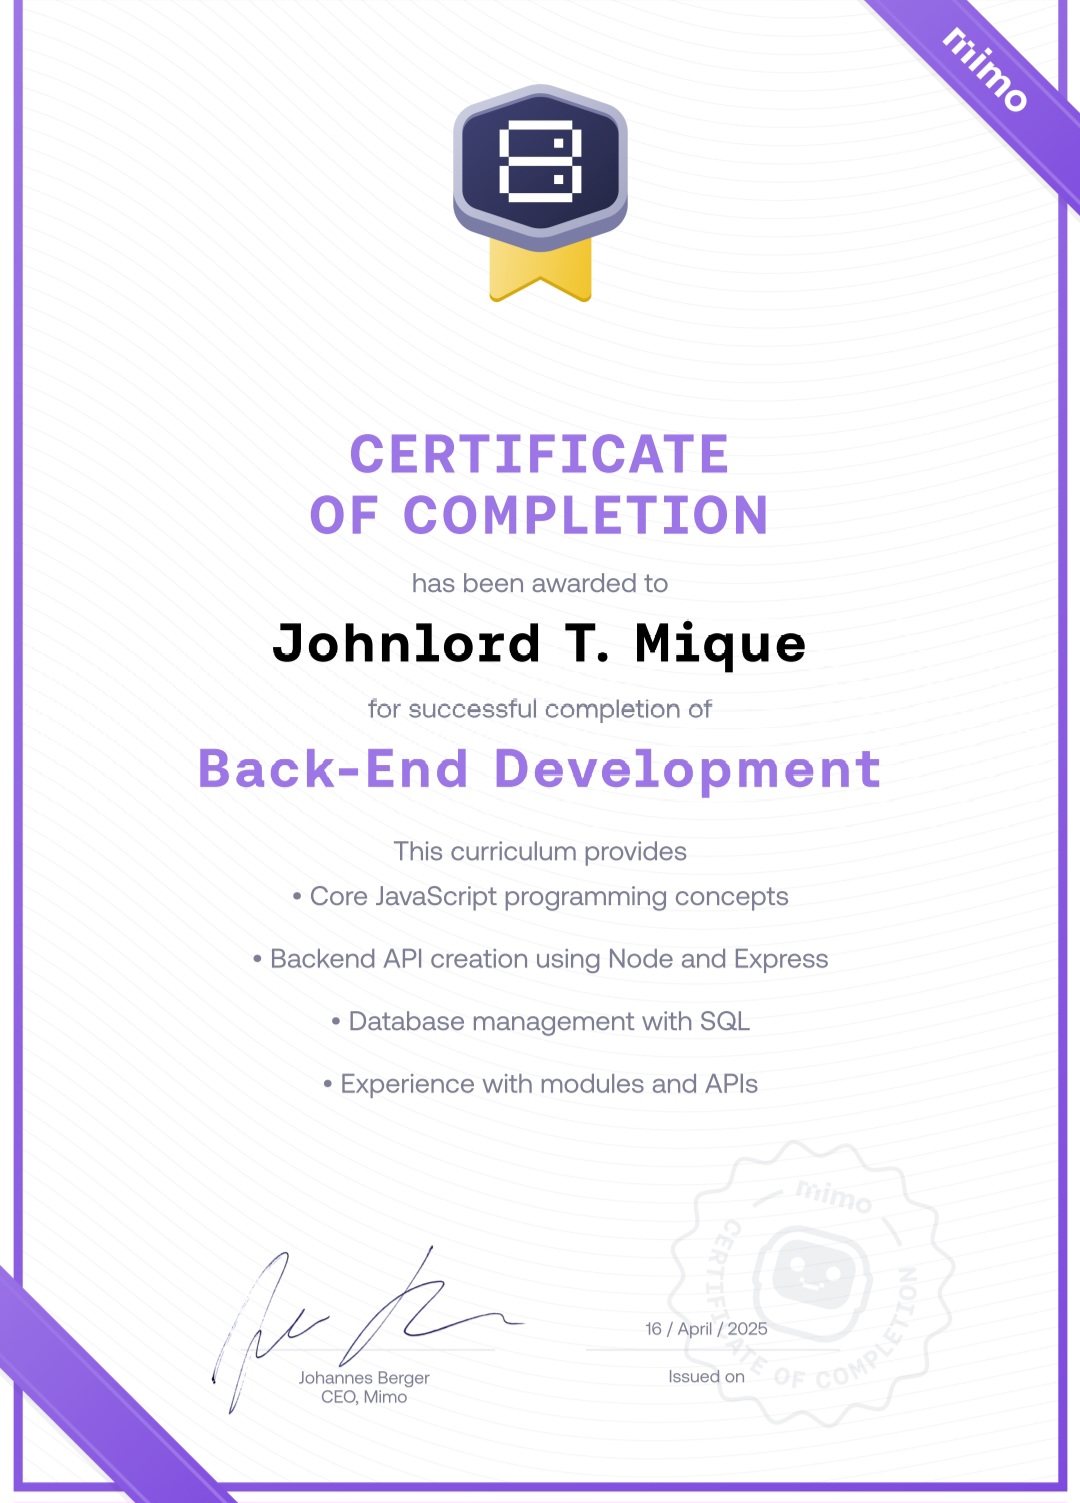 mimo
CERTIFICATE
OF COMPLETION
has been awarded to
Johnlord T. Mique
for successful completion of
Back-End Development
This curriculum provides
• Core JavaScript programming concepts
• Backend API creation using Node and Express
• Database management with SQL
• Experience with modules and APIs
mimo
CERTIFICATE OF COMPLETION
16 / April / 2025
Issued on
Johannes Berger
CEO, Mimo